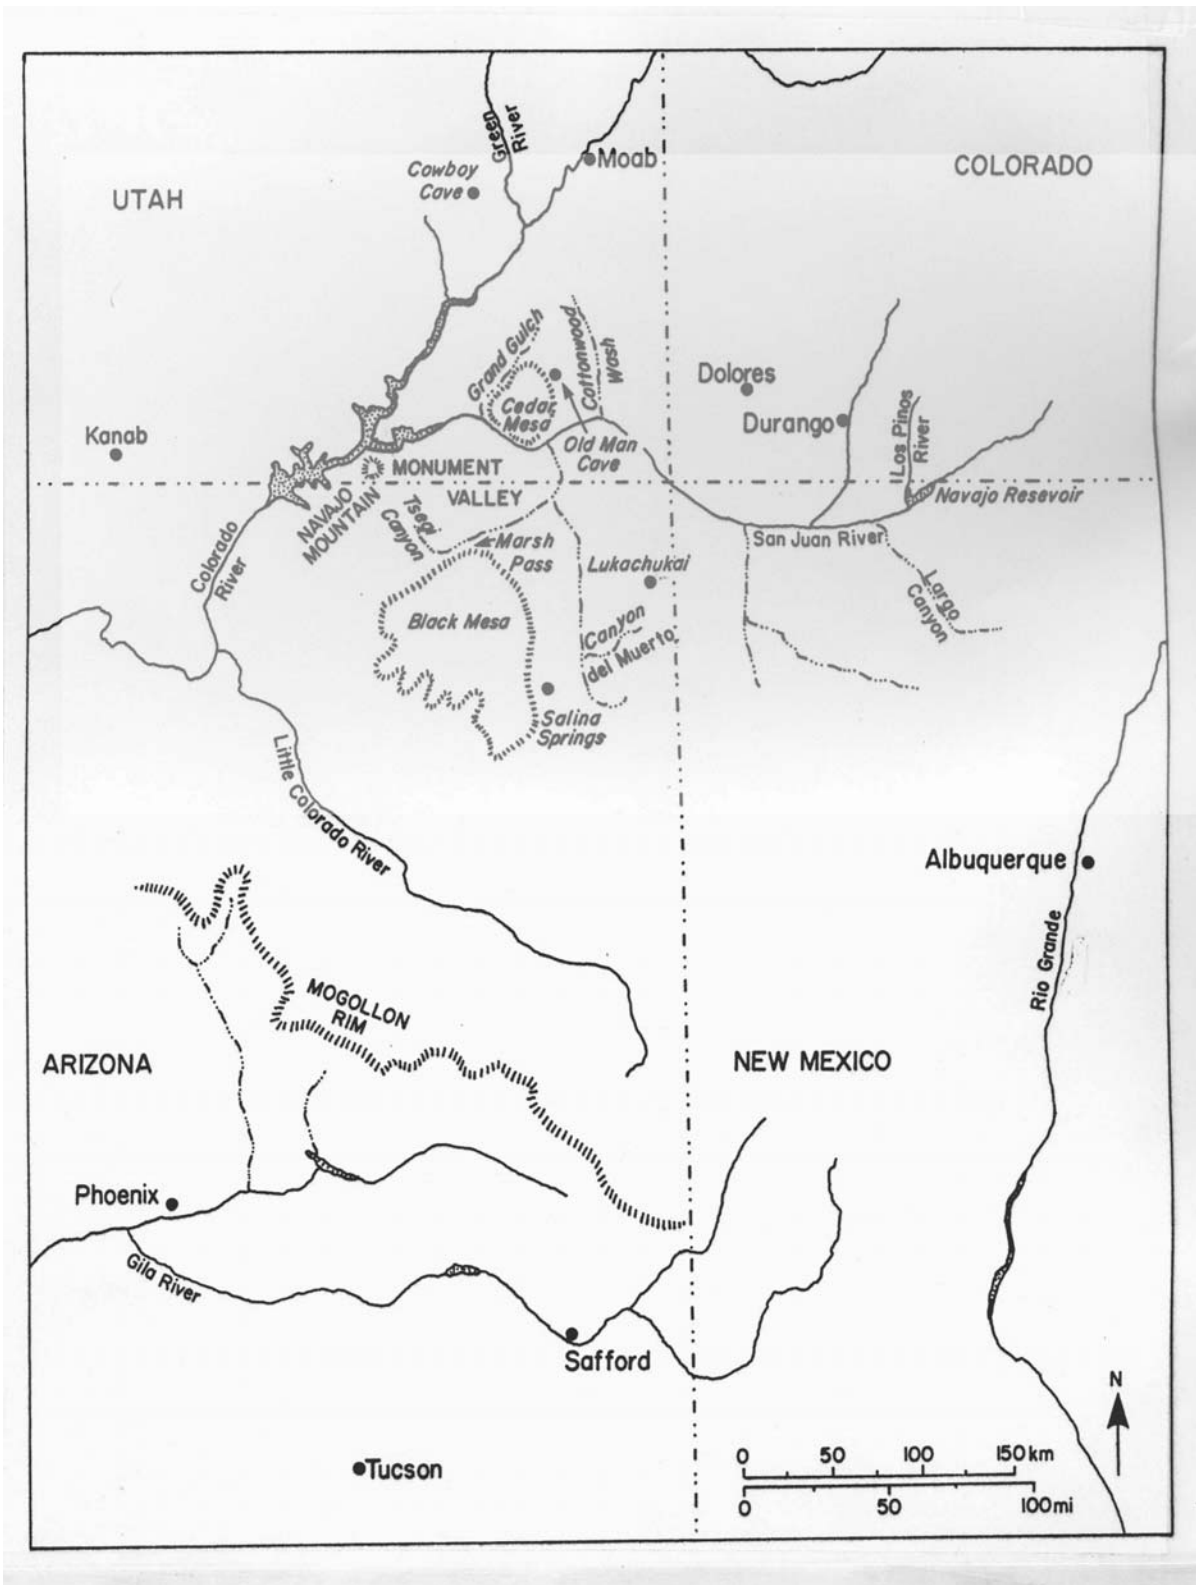 Green
River
Moab
COLORADO
Cowboy
Cave
UTAH
Grand Gulch
Cottonwood
Wash
Dolores
Cedar
Mesa
Durango
Los Pinos
River
Kanab
Old Man
Cave
MONUMENT
VALLEY
NAVAJO
MOUNTAIN
Navajo Resevoir
Tsegi
Canyon
Colorado
River
Marsh
Pass
San Juan River
Lukachukai
Largo
Canyon
Black Mesa
Canyon
del Muerto
Salina
Springs
Little Colorado River
Albuquerque
Rio Grande
MOGOLLON
RIM
ARIZONA
NEW MEXICO
Phoenix
Gila River
Safford
N
Tucson
0 50 100 150 km
0 50 100 mi